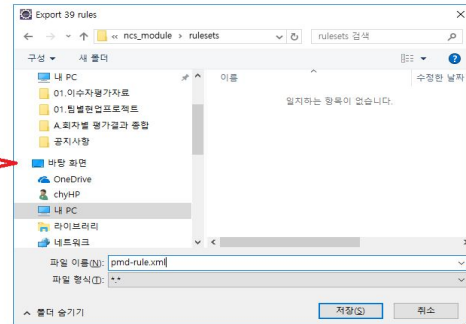 Export 39 rules
« ncs_module › rulesets
rulesets 검색
구성
새 폴더
내 PC
01.이수자평가자료
01,팀별현업프로젝트
A.회자별 평가결과 종합
공지사항
바탕 화면
OneDrive
chyHP
내 PC
라이브러리
네트워크
이름
수정한 날짜
일치하는 항목이 없습니다.
파일 이름(N): pmd-rule.xml
파일 형식(T): *.*
폴더 숨기기
저장(S)
취소